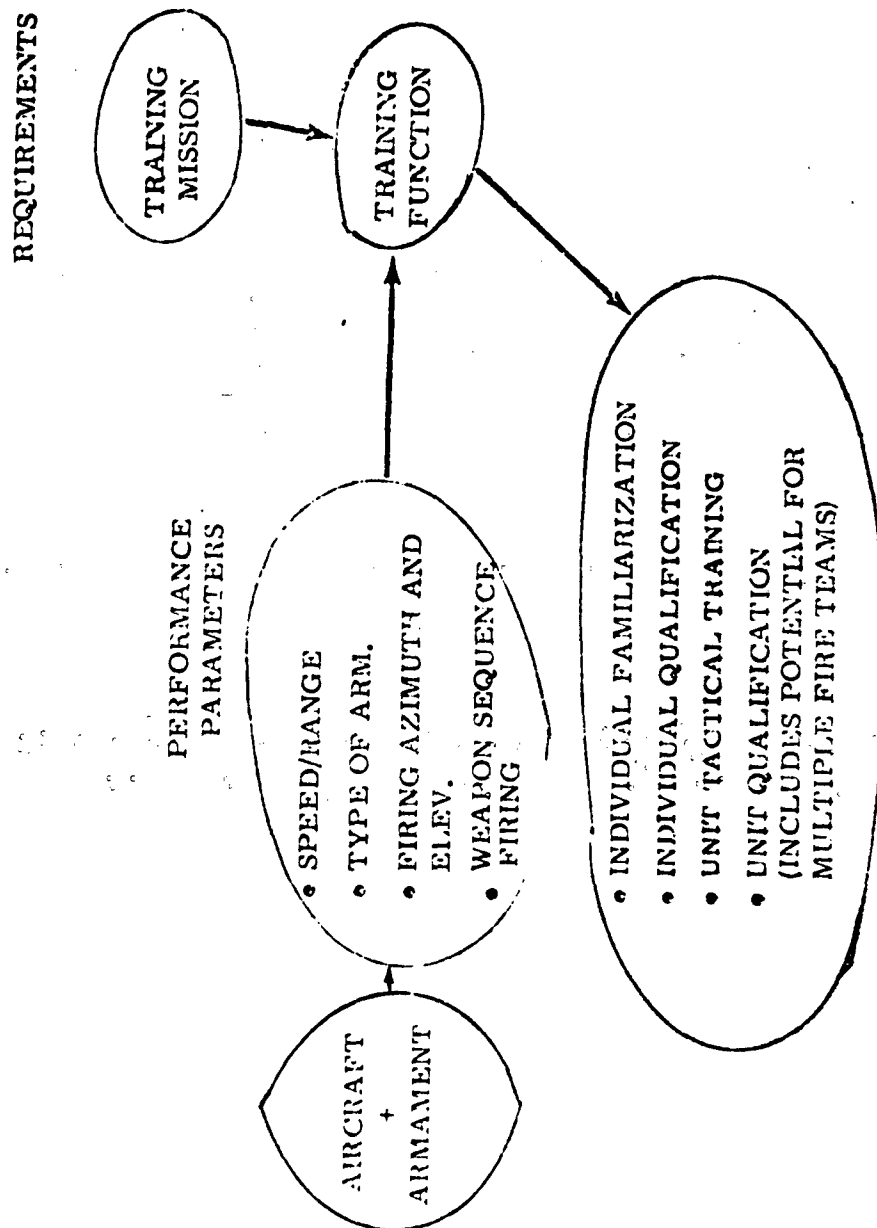 REQUIREMENTS
TRAINING
MISSION
TRAINING
FUNCTION
PERFORMANCE
PARAMETERS
• SPEED/RANGE
• TYPE OF ARM.
• FIRING AZIMUTH AND
ELEV.
• WEAPON SEQUENCE
FIRING
AIRCRAFT
+
ARMAMENT
• INDIVIDUAL FAMILIARIZATION
• INDIVIDUAL QUALIFICATION
• UNIT TACTICAL TRAINING
• UNIT QUALIFICATION
(INCLUDES POTENTIAL FOR
MULTIPLE FIRE TEAMS)